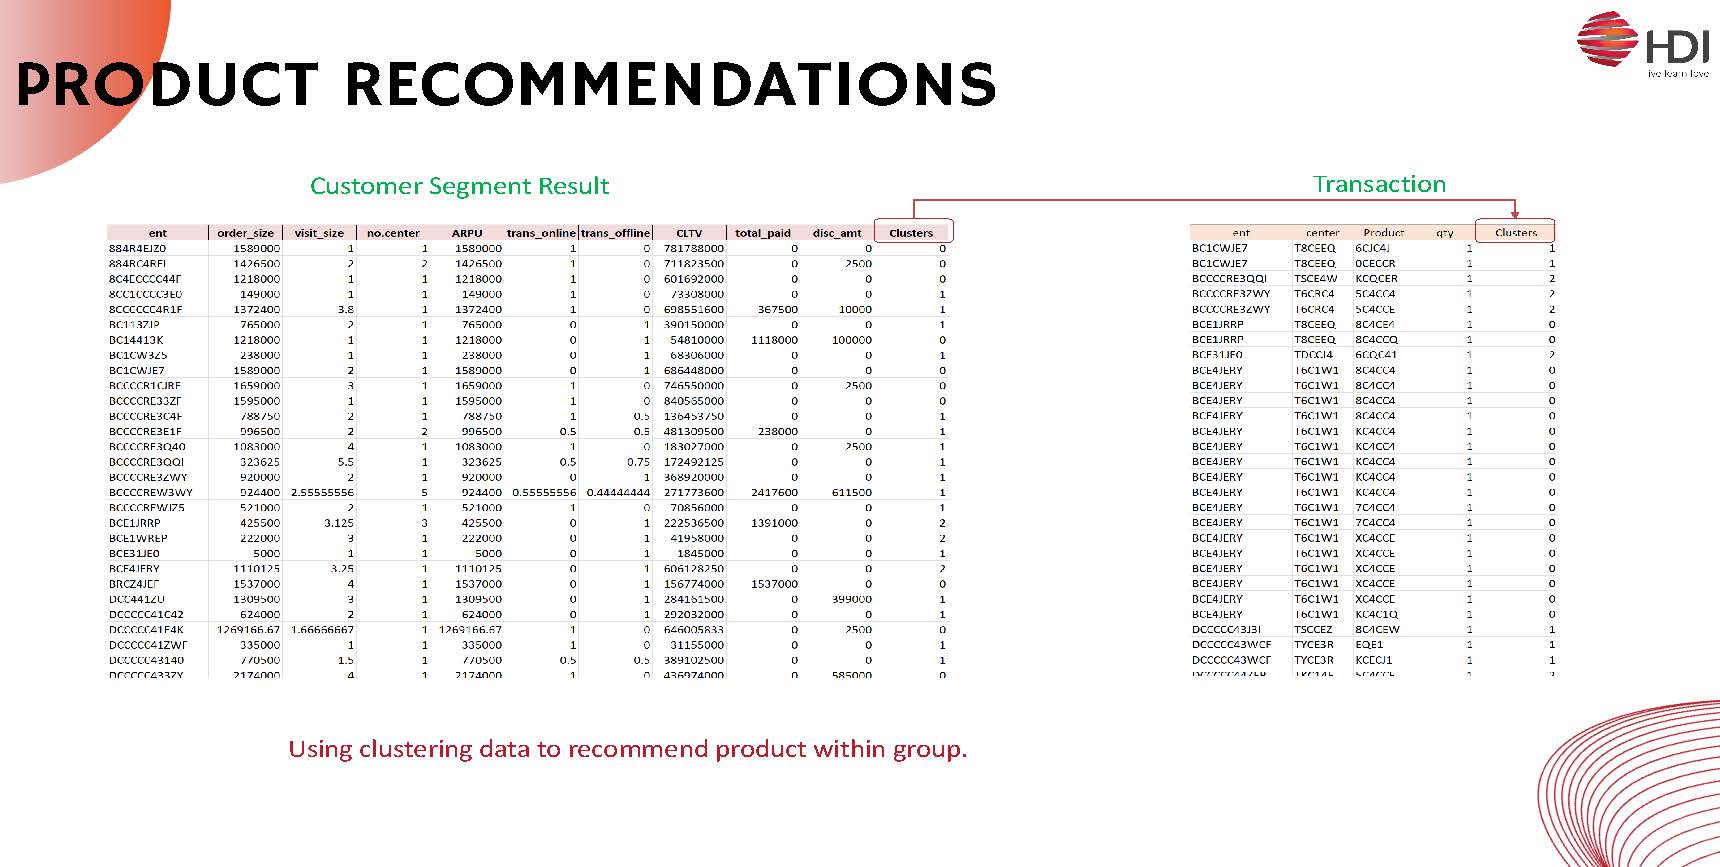 HDI
PRODUCT RECOMMENDATIONS
Customer Segment Result
Transaction
ent order_size visit_size no.center ARPU trans_online trans_offline CLTV total_paid disc_amt Clusters
884R4EJZ0 1589000 1 1 1589000 1 0 781788000 0 0 0
1426500 2 2 1426500 1 0 711823500 0 2500 0
8C4ECCCC44F 1218000 1 1 1218000 1 0 601692000 0 0 0
8CC1CCCC3E0 149000 1 1 149000 1 0 73308000 0 0 1
8CCCCCC4R1F 1372400 3.8 1 1372400 1 0 698551600 367500 10000 1
BC113ZJP 765000 2 1 765000 0 1 390150000 0 0 1
BC14413K 1218000 1 1 1218000 0 1 54810000 1118000 100000 0
BC1CW3Z5 238000 1 1 238000 0 1 68306000 0 0 1
BC1CWJE7 1589000 2 1 1589000 0 1 686448000 0 0 1
BCCCCR1CJRF 1659000 3 1 1659000 1 0 746550000 0 2500 0
BCCCCRE33ZF 1595000 1 1 1595000 1 0 840565000 0 0 0
BCCCCRE3C4F 788750 2 1 788750 1 0.5 136453750 0 0 1
BCCCCRE3E1F 996500 2 2 996500 0.5 0.5 481309500 238000 0 1
BCCCCRE3Q40 1083000 4 1 1083000 1 0 183027000 0 2500 1
BCCCCRE3QQI 323625 5.5 1 323625 0.5 0.75 172492125 0 0 1
BCCCCRE3ZWY 920000 2 1 920000 0 1 368920000 0 0 1
BCCCCREW3WY 924400 2.55555556 5 924400 0.55555556 0.44444444 271773600 2417600 611500 1
BCCCCREWJZ5 521000 2 1 521000 1 0 70856000 0 0 1
BCE1JRRP 425500 3.125 3 425500 0 1 222536500 1391000 0 2
BCE1WREP 222000 3 1 222000 0 1 41958000 0 0 2
BCE31JE0 5000 1 1 5000 0 1 1845000 0 0 1
BCE4JERY 1110125 3.25 1 1110125 0 1 606128250 0 0 2
BRCZ4JEF 1537000 4 1 1537000 0 0 156774000 1537000 0 0
DCC441ZU 1309500 3 1 1309500 0 1 284161500 0 399000 1
DCCCCC41C42 624000 2 1 624000 0 1 292032000 0 0 1
DCCCCC41F4K 1269166.67 1.66666667 1 1269166.67 1 0 646005833 0 2500 0
DCCCCC41ZWF 335000 1 1 335000 1 0 31155000 0 0 1
DCCCCC43140 770500 1.5 1 770500 0.5 0.5 389102500 0 0 1
DCCCCC433ZY 2174000 4 1 2174000 1 0 436974000 0 585000 0
ent center Product qty Clusters
BC1CWJE7 T8CEEQ 6CJC4J 1 1
BC1CWJE7 T8CEEQ 0CECCR 1 1
BCCCCRE3QQI TSCE4W KCQCER 1 2
BCCCCRE3ZWY T6CRC4 5C4CC4 1 2
BCCCCRE3ZWY T6CRC4 5C4CCE 1 2
BCE1JRRP T8CEEQ 8C4CE4 1 0
BCE1JRRP T8CEEQ 8C4CCQ 1 0
BCE31JE0 TDCCJ4 6CQC41 1 2
BCE4JERY T6C1W1 8C4CC4 1 0
BCE4JERY T6C1W1 8C4CC4 1 0
BCE4JERY T6C1W1 8C4CC4 1 0
BCE4JERY T6C1W1 8C4CC4 1 0
BCE4JERY T6C1W1 KC4CC4 1 0
BCE4JERY T6C1W1 KC4CC4 1 0
BCE4JERY T6C1W1 KC4CC4 1 0
BCE4JERY T6C1W1 KC4CC4 1 0
BCE4JERY T6C1W1 KC4CC4 1 0
BCE4JERY T6C1W1 7C4CC4 1 0
BCE4JERY T6C1W1 7C4CC4 1 0
BCE4JERY T6C1W1 XC4CCE 1 0
BCE4JERY T6C1W1 XC4CCE 1 0
BCE4JERY T6C1W1 XC4CCE 1 0
BCE4JERY T6C1W1 XC4CCE 1 0
BCE4JERY T6C1W1 XC4CCE 1 0
BCE4JERY T6C1W1 KC4C1Q 1 0
DCCCCC43J3I TSCCEZ 8C4CEW 1 1
DCCCCC43WCF TYCE3R EQE1 1 1
DCCCCC43WCF TYCE3R KCECJ1 1 1
Using clustering data to recommend product within group.